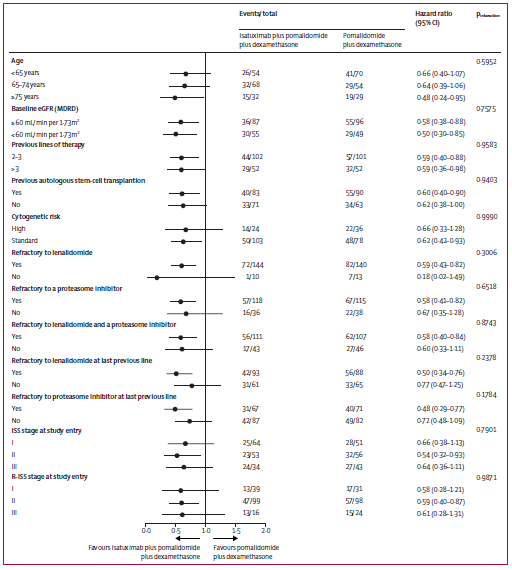 Events/total
Hazard ratio (95% CI)
Pinteraction
Isatuximab plus pomalidomide plus dexamethasone
Pomalidomide plus dexamethasone
Age
0·5952
<65 years 26/54 41/70 0·66 (0·40–1·07)
65–74 years 32/68 29/54 0·64 (0·39–1·06)
≥75 years 15/32 19/29 0·48 (0·24–0·95)
Baseline eGFR (MDRD)
0·7575
≥60 mL/min per 1·73m² 36/87 55/96 0·58 (0·38–0·88)
<60 mL/min per 1·73m² 30/55 29/49 0·50 (0·30–0·85)
Previous lines of therapy
0·9583
2–3 44/102 57/101 0·59 (0·40–0·88)
>3 29/52 32/52 0·59 (0·36–0·98)
Previous autologous stem-cell transplantion
0·9403
Yes 40/83 55/90 0·60 (0·40–0·90)
No 33/71 34/63 0·62 (0·38–1·00)
Cytogenetic risk
0·9990
High 14/24 22/36 0·66 (0·33–1·28)
Standard 50/103 48/78 0·62 (0·42–0·93)
Refractory to lenalidomide
0·3006
Yes 72/144 82/140 0·59 (0·43–0·82)
No 1/10 7/13 0·18 (0·02–1·49)
Refractory to a proteasome inhibitor
0·6518
Yes 57/118 67/115 0·58 (0·41–0·82)
No 16/36 22/38 0·67 (0·35–1·28)
Refractory to lenalidomide and a proteasome inhibitor
0·8743
Yes 56/111 62/107 0·58 (0·40–0·84)
No 17/43 27/46 0·60 (0·33–1·11)
Refractory to lenalidomide at last previous line
0·2378
Yes 42/93 56/88 0·50 (0·34–0·76)
No 31/61 33/65 0·77 (0·47–1·25)
Refractory to proteasome inhibitor at last previous line
0·1784
Yes 31/67 40/71 0·48 (0·29–0·77)
No 42/87 49/82 0·72 (0·48–1·09)
ISS stage at study entry
0·7901
I 25/64 28/51 0·66 (0·38–1·13)
II 23/53 32/56 0·54 (0·32–0·93)
III 24/34 27/43 0·64 (0·36–1·11)
R-ISS stage at study entry
0·9871
I 13/39 17/31 0·58 (0·28–1·21)
II 47/99 57/98 0·59 (0·40–0·87)
III 13/16 15/24 0·61 (0·28–1·31)
0·0 0·5 1·0 1·5 2·0
Favours isatuximab plus pomalidomide plus dexamethasone
Favours pomalidomide plus dexamethasone